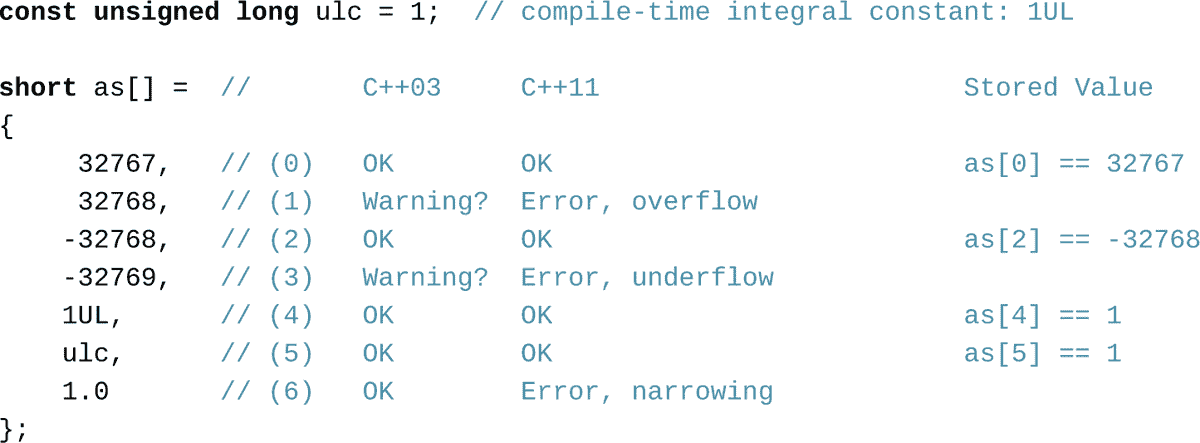 const unsigned long ulc = 1;  // compile-time integral constant: 1UL
short as[] =  //       C++03     C++11                       Stored Value
{
     32767,   // (0)   OK        OK                          as[0] == 32767
     32768,   // (1)   Warning?  Error, overflow
    -32768,   // (2)   OK        OK                          as[2] == -32768
    -32769,   // (3)   Warning?  Error, underflow
    1UL,      // (4)   OK        OK                          as[4] == 1
    ulc,      // (5)   OK        OK                          as[5] == 1
    1.0       // (6)   OK        Error, narrowing
};